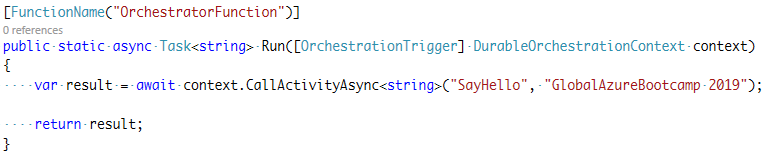 [FunctionName("OrchestratorFunction")]
0 references
public static async Task<string> Run([OrchestrationTrigger] DurableOrchestrationContext context)
{
····var result = await context.CallActivityAsync<string>("SayHello", "GlobalAzureBootcamp 2019");
····return result;
}